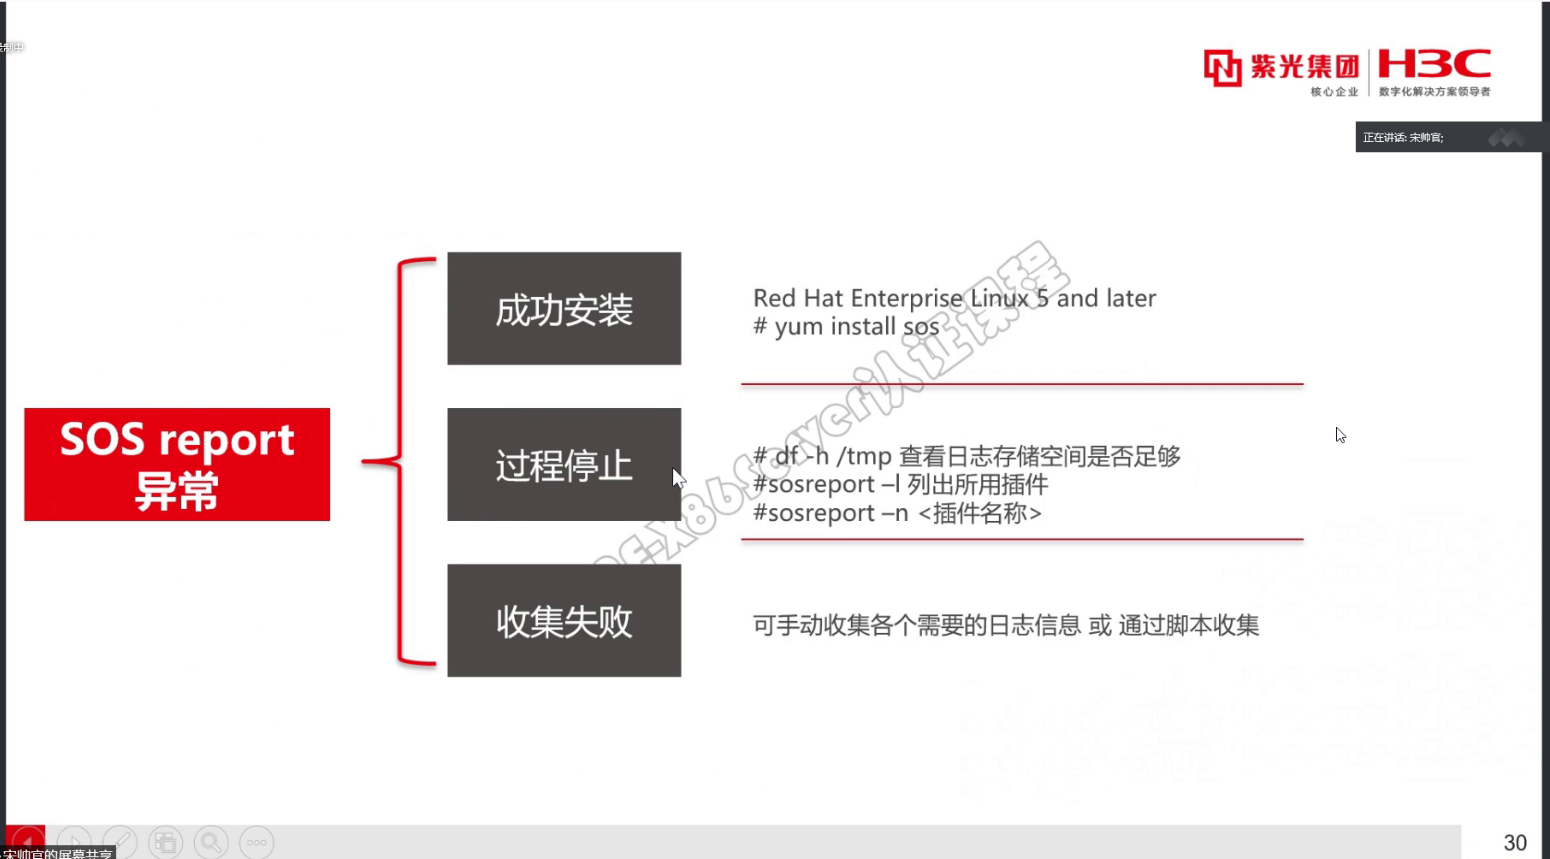 紫光集团
核心企业
H3C
数字化解决方案领导者
正在讲话: 宋帅官;
SOS report
异常
成功安装
Red Hat Enterprise Linux 5 and later
# yum install sos
过程停止
# df -h /tmp 查看日志存储空间是否足够
#sosreport –l 列出所用插件
#sosreport –n <插件名称>
收集失败
可手动收集各个需要的日志信息 或 通过脚本收集
E-X86Server认证课程
宋帅官的屏幕共享
30